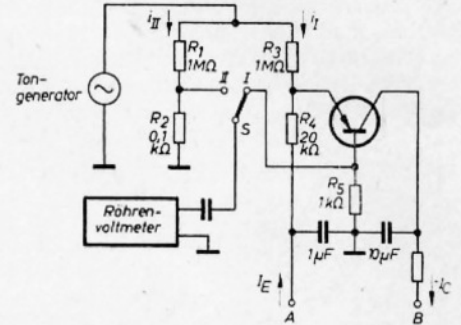 i_II
i_I
R1
1MΩ
R3
1MΩ
Ton-
generator
II
I
R2
0,1
kΩ
S
R4
20
kΩ
R5
1kΩ
Röhren-
voltmeter
1µF
10µF
I_E
-I_C
A
B